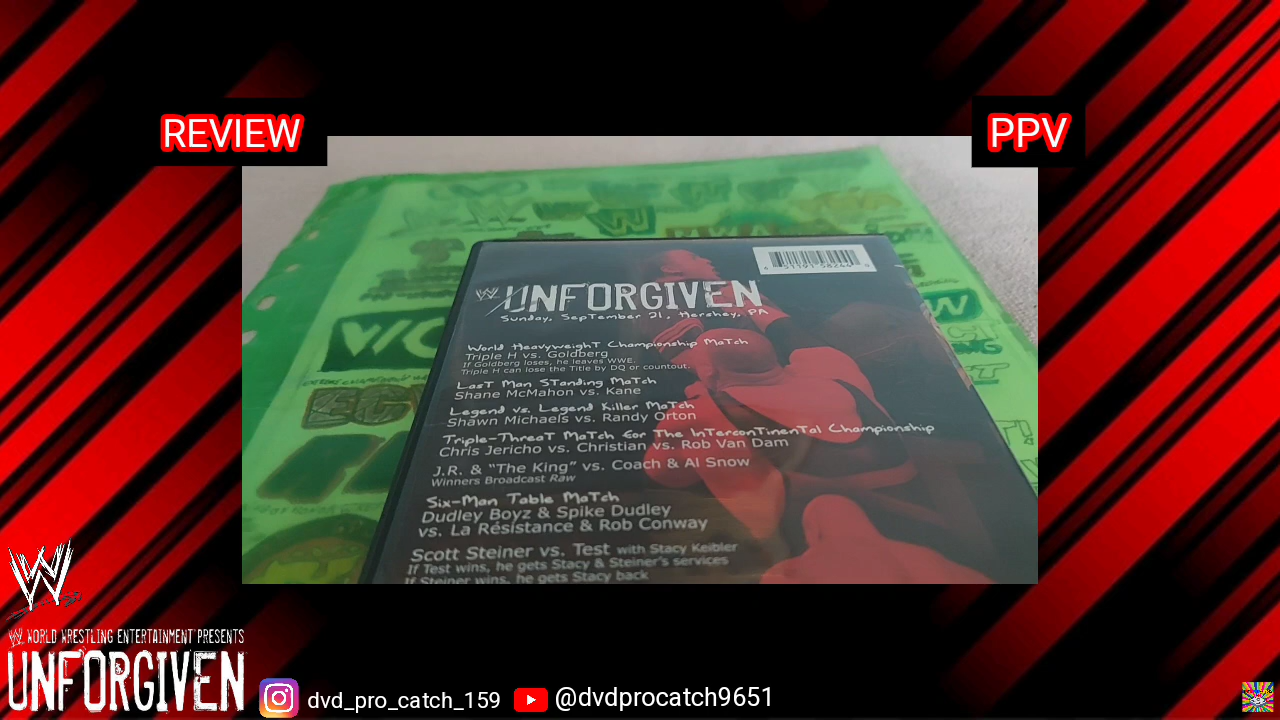 REVIEW
PPV
W UNFORGIVEN
Sunday, September 21, Hershey, PA
World Heavyweight Championship Match
Triple H vs. Goldberg
If Goldberg loses, he leaves WWE.
Triple H can lose the Title by DQ or countout.
Last Man Standing Match
Shane McMahon vs. Kane
Legend vs. Legend Killer Match
Shawn Michaels vs. Randy Orton
Triple-Threat Match for The Intercontinental Championship
Chris Jericho vs. Christian vs. Rob Van Dam
J.R. & "The King" vs. Coach & Al Snow
Winners Broadcast Raw
Six-Man Table Match
Dudley Boyz & Spike Dudley
vs. La Résistance & Rob Conway
Scott Steiner vs. Test with Stacy Keibler
If Test wins, he gets Stacy & Steiner's services
If Steiner wins, he gets Stacy back
W
W WORLD WRESTLING ENTERTAINMENT PRESENTS
UNFORGIVEN
dvd_pro_catch_159
@dvdprocatch9651